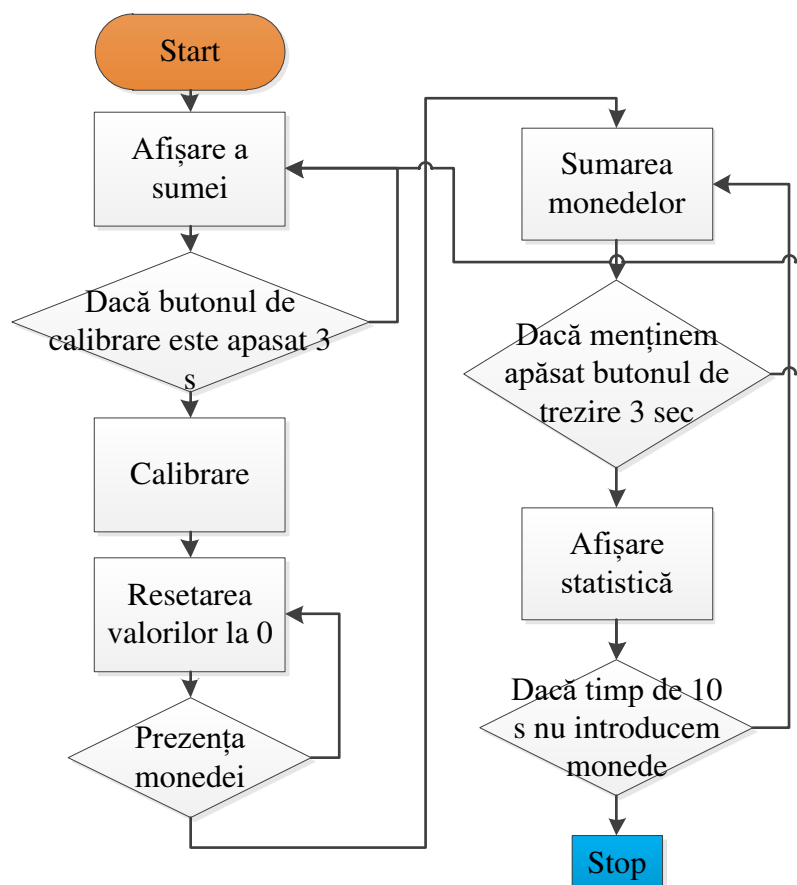 Start
Afișare a
sumei
Dacă butonul de
calibrare este apasat 3
s
Calibrare
Resetarea
valorilor la 0
Prezența
monedei
Sumarea
monedelor
Dacă menținem
apăsat butonul de
trezire 3 sec
Afișare
statistică
Dacă timp de 10
s nu introducem
monede
Stop